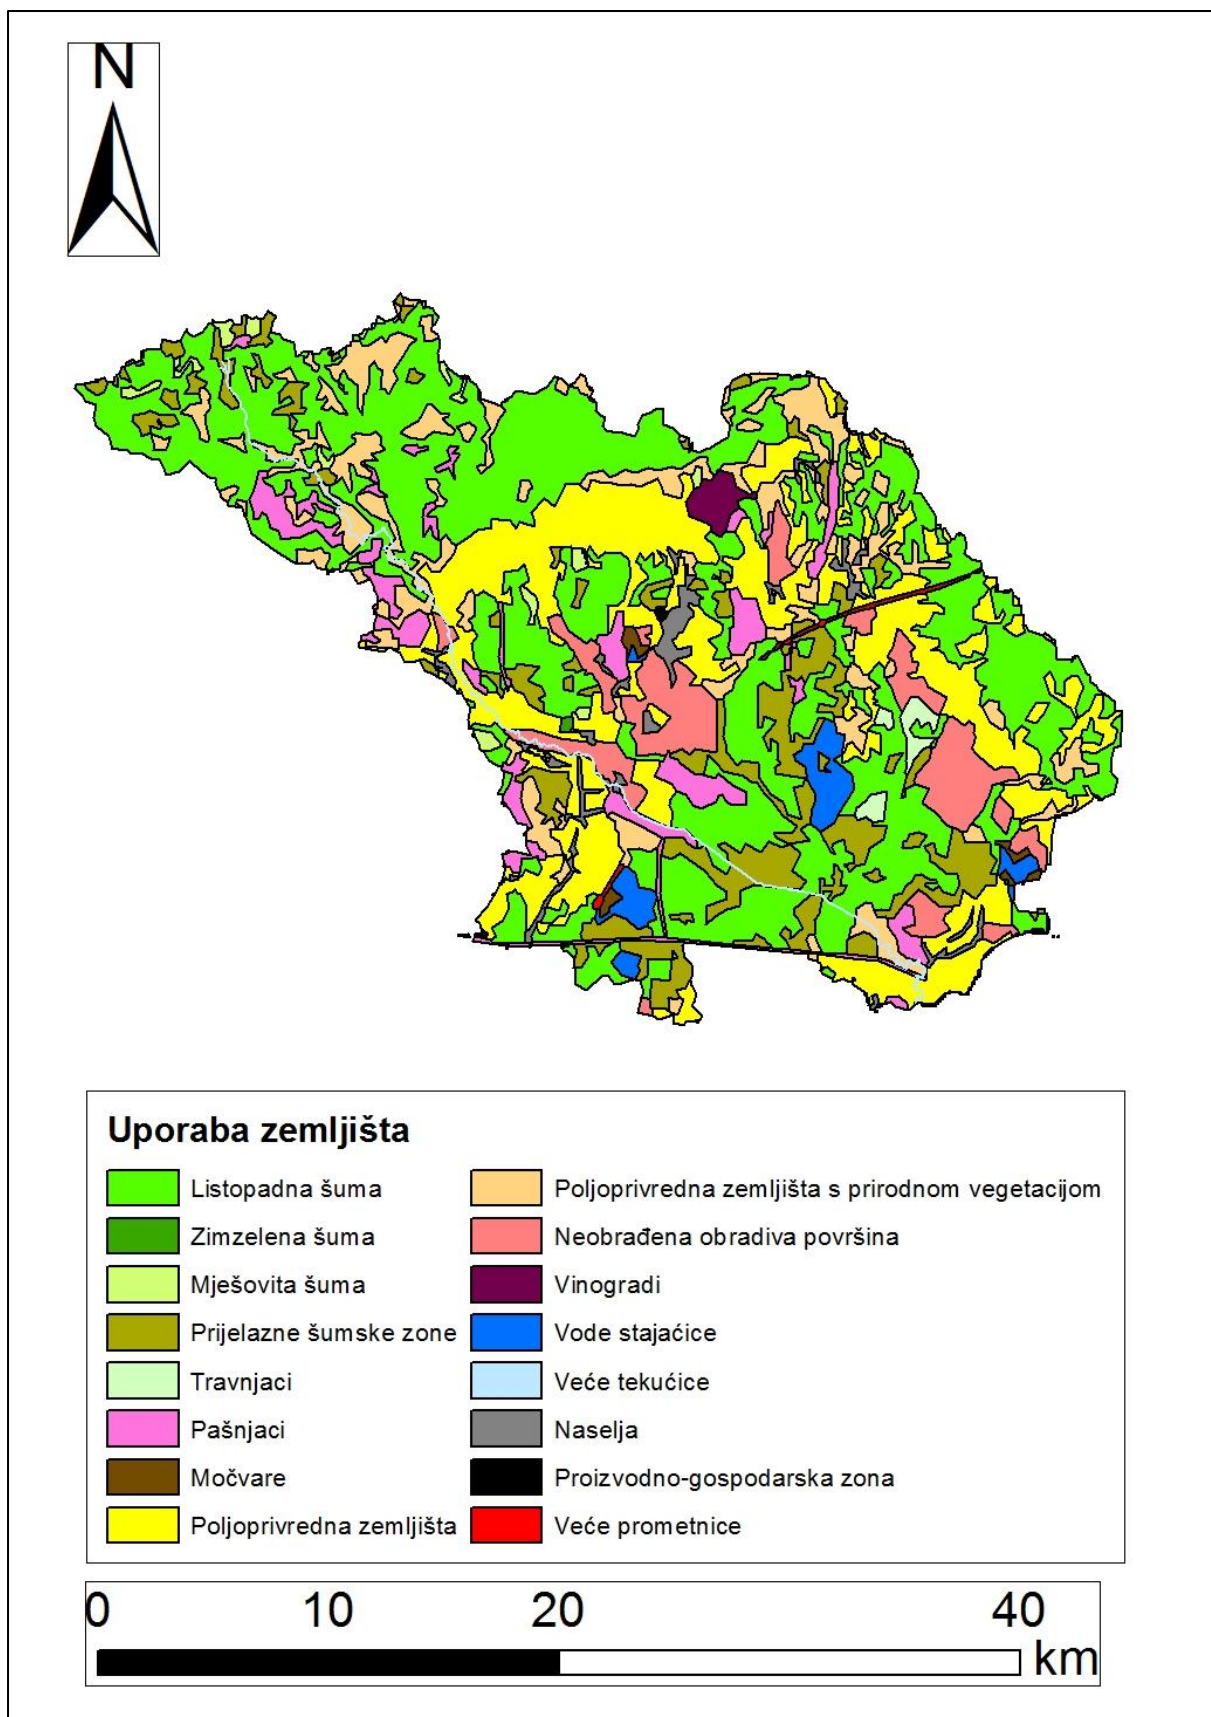 N
Uporaba zemljišta
Listopadna šuma
Zimzelena šuma
Mješovita šuma
Prijelazne šumske zone
Travnjaci
Pašnjaci
Močvare
Poljoprivredna zemljišta
Poljoprivredna zemljišta s prirodnom vegetacijom
Neobrađena obradiva površina
Vinogradi
Vode stajaćice
Veće tekućice
Naselja
Proizvodno-gospodarska zona
Veće prometnice
0 10 20 40
km